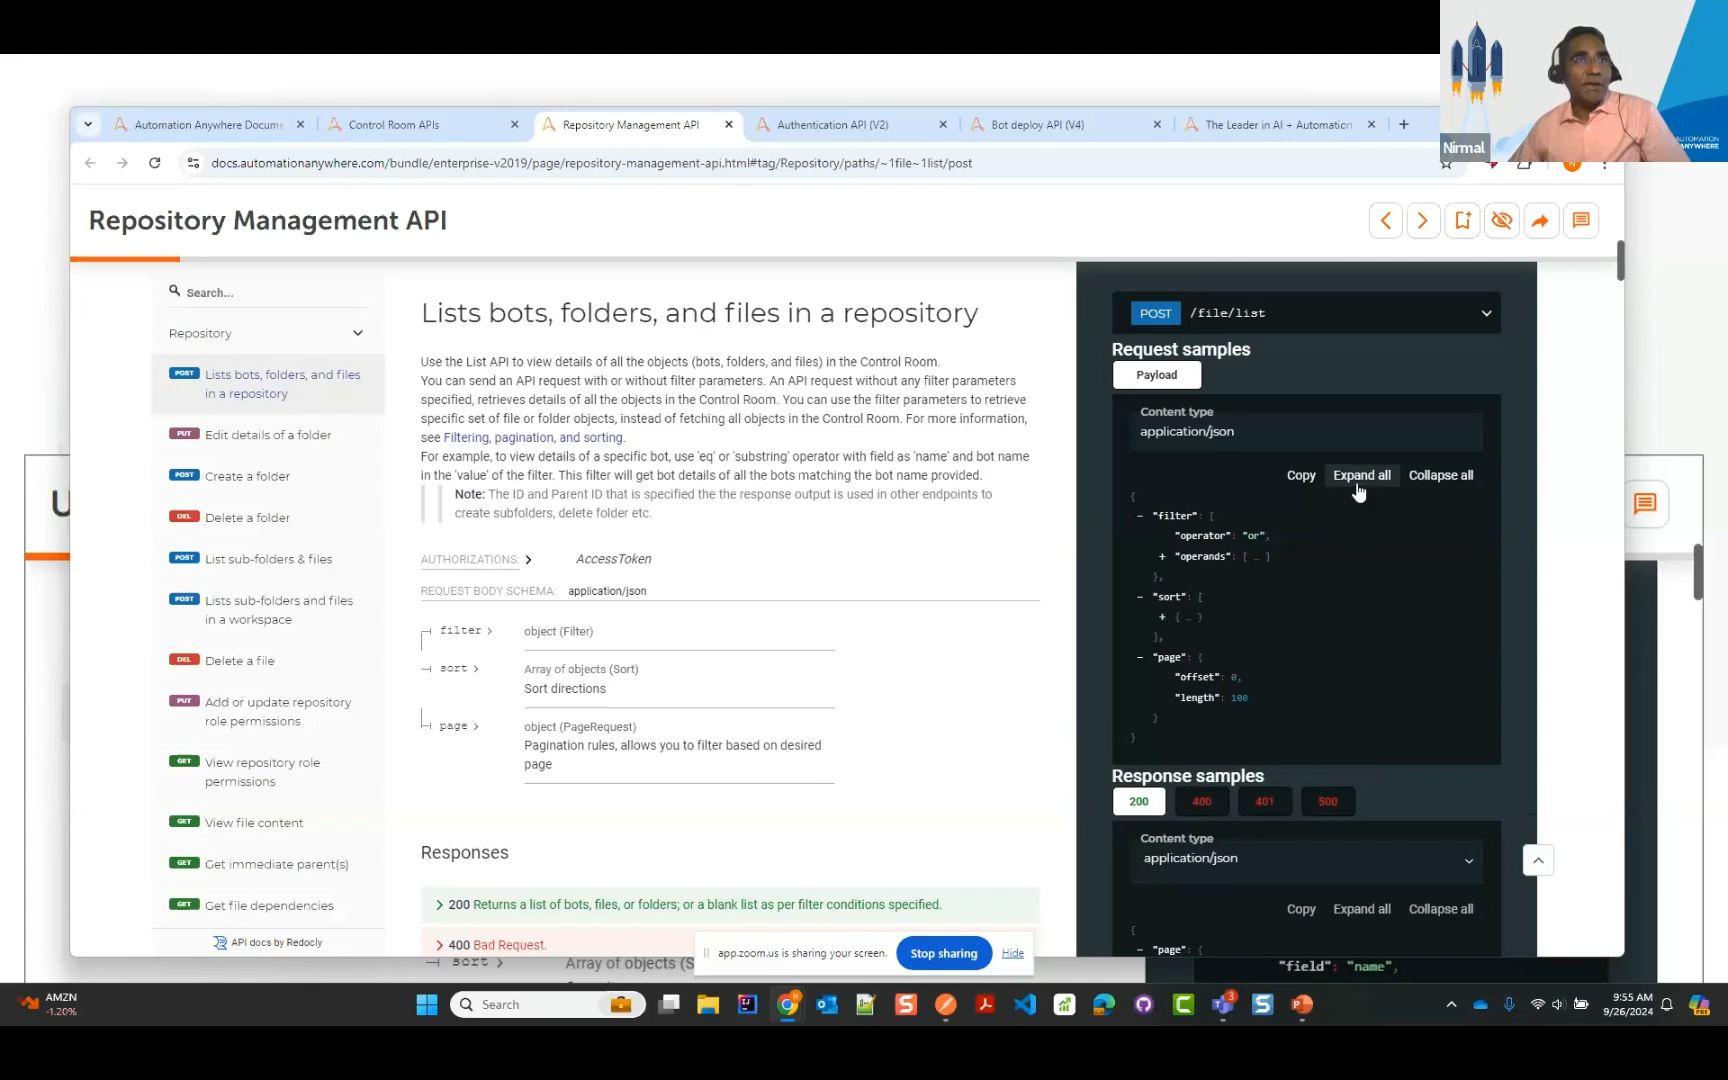 Nirmal
AUTOMATION
ANYWHERE
Automation Anywhere Docume
Control Room APIs
Repository Management API
Authentication API (V2)
Bot deploy API (V4)
The Leader in AI + Automation
docs.automationanywhere.com/bundle/enterprise-v2019/page/repository-management-api.html#tag/Repository/paths/~1file~1list/post
Repository Management API
Search...
Repository
POST Lists bots, folders, and files
in a repository
PUT Edit details of a folder
POST Create a folder
DEL Delete a folder
POST List sub-folders & files
POST Lists sub-folders and files
in a workspace
DEL Delete a file
PUT Add or update repository
role permissions
GET View repository role
permissions
GET View file content
GET Get immediate parent(s)
GET Get file dependencies
API docs by Redocly
Lists bots, folders, and files in a repository
Use the List API to view details of all the objects (bots, folders, and files) in the Control Room.
You can send an API request with or without filter parameters. An API request without any filter parameters
specified, retrieves details of all the objects in the Control Room. You can use the filter parameters to retrieve
specific set of file or folder objects, instead of fetching all objects in the Control Room. For more information,
see Filtering, pagination, and sorting.
For example, to view details of a specific bot, use 'eq' or 'substring' operator with field as 'name' and bot name
in the 'value' of the filter. This filter will get bot details of all the bots matching the bot name provided.
Note: The ID and Parent ID that is specified the the response output is used in other endpoints to
create subfolders, delete folder etc.
AUTHORIZATIONS: > AccessToken
REQUEST BODY SCHEMA: application/json
filter > object (Filter)
sort > Array of objects (Sort)
Sort directions
page > object (PageRequest)
Pagination rules, allows you to filter based on desired
page
Responses
> 200 Returns a list of bots, files, or folders; or a blank list as per filter conditions specified.
> 400 Bad Request.
POST /file/list
Request samples
Payload
Content type
application/json
Copy Expand all Collapse all
{
- "filter": {
"operator": "or",
+ "operands": [ … ]
},
- "sort": [
+ { … }
],
- "page": {
"offset": 0,
"length": 100
}
}
Response samples
200 400 401 500
Content type
application/json
Copy Expand all Collapse all
{
- "page": {
app.zoom.us is sharing your screen. Stop sharing Hide
sort > Array of objects (S
"field": "name",
AMZN
-1.20%
Search
3
9:55 AM
9/26/2024